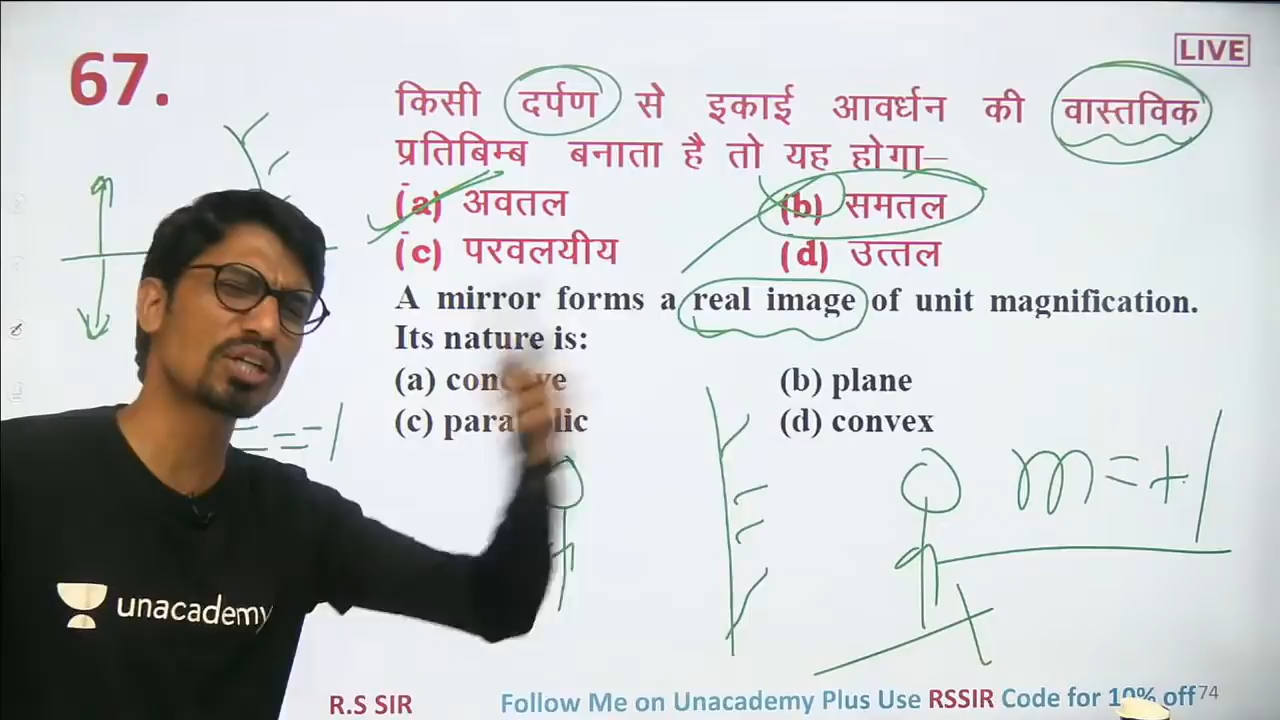 LIVE
67.
किसी दर्पण से इकाई आवर्धन की वास्तविक
प्रतिबिम्ब बनाता है तो यह होगा–
(a) अवतल (b) समतल
(c) परवलयीय (d) उत्तल
A mirror forms a real image of unit magnification.
Its nature is:
(a) (b) plane
(c) (d) convex
= -1
m = +1
unacademy
R.S SIR Follow Me on Unacademy Plus Use RSSIR Code for 10% off 74